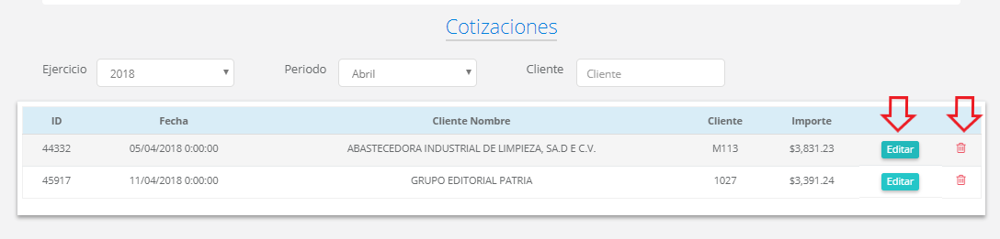 Cotizaciones
Ejercicio 2018 Periodo Abril Cliente Cliente
ID Fecha Cliente Nombre Cliente Importe
44332 05/04/2018 0:00:00 ABASTECEDORA INDUSTRIAL DE LIMPIEZA, SA.D E C.V. M113 $3,831.23 Editar
45917 11/04/2018 0:00:00 GRUPO EDITORIAL PATRIA 1027 $3,391.24 Editar